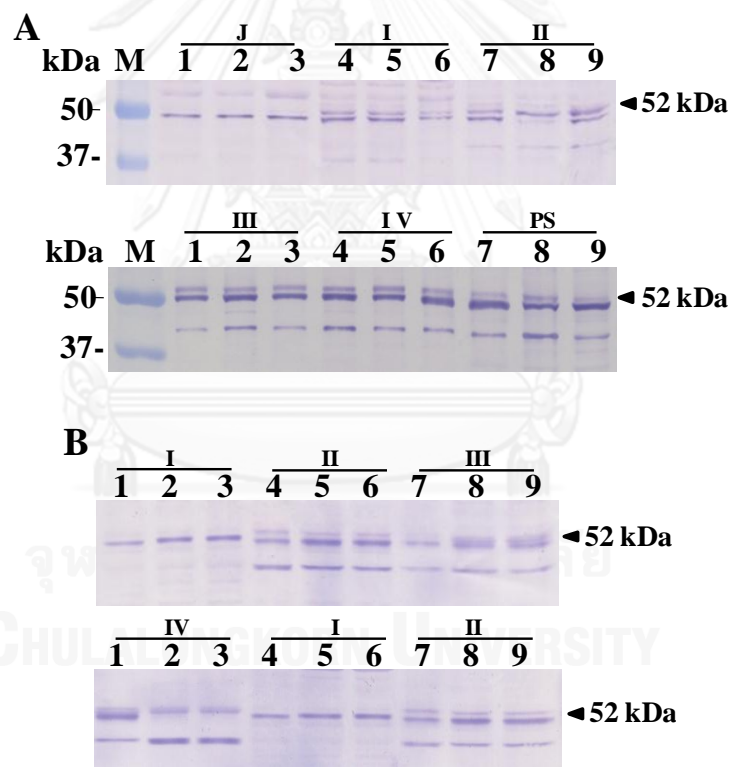 A
J I II
kDa M 1 2 3 4 5 6 7 8 9
50-
52 kDa
37-
III I V PS
kDa M 1 2 3 4 5 6 7 8 9
50-
52 kDa
37-
B
I II III
1 2 3 4 5 6 7 8 9
52 kDa
IV I II
1 2 3 4 5 6 7 8 9
CHULALONGKORN UNIVERSITY
52 kDa